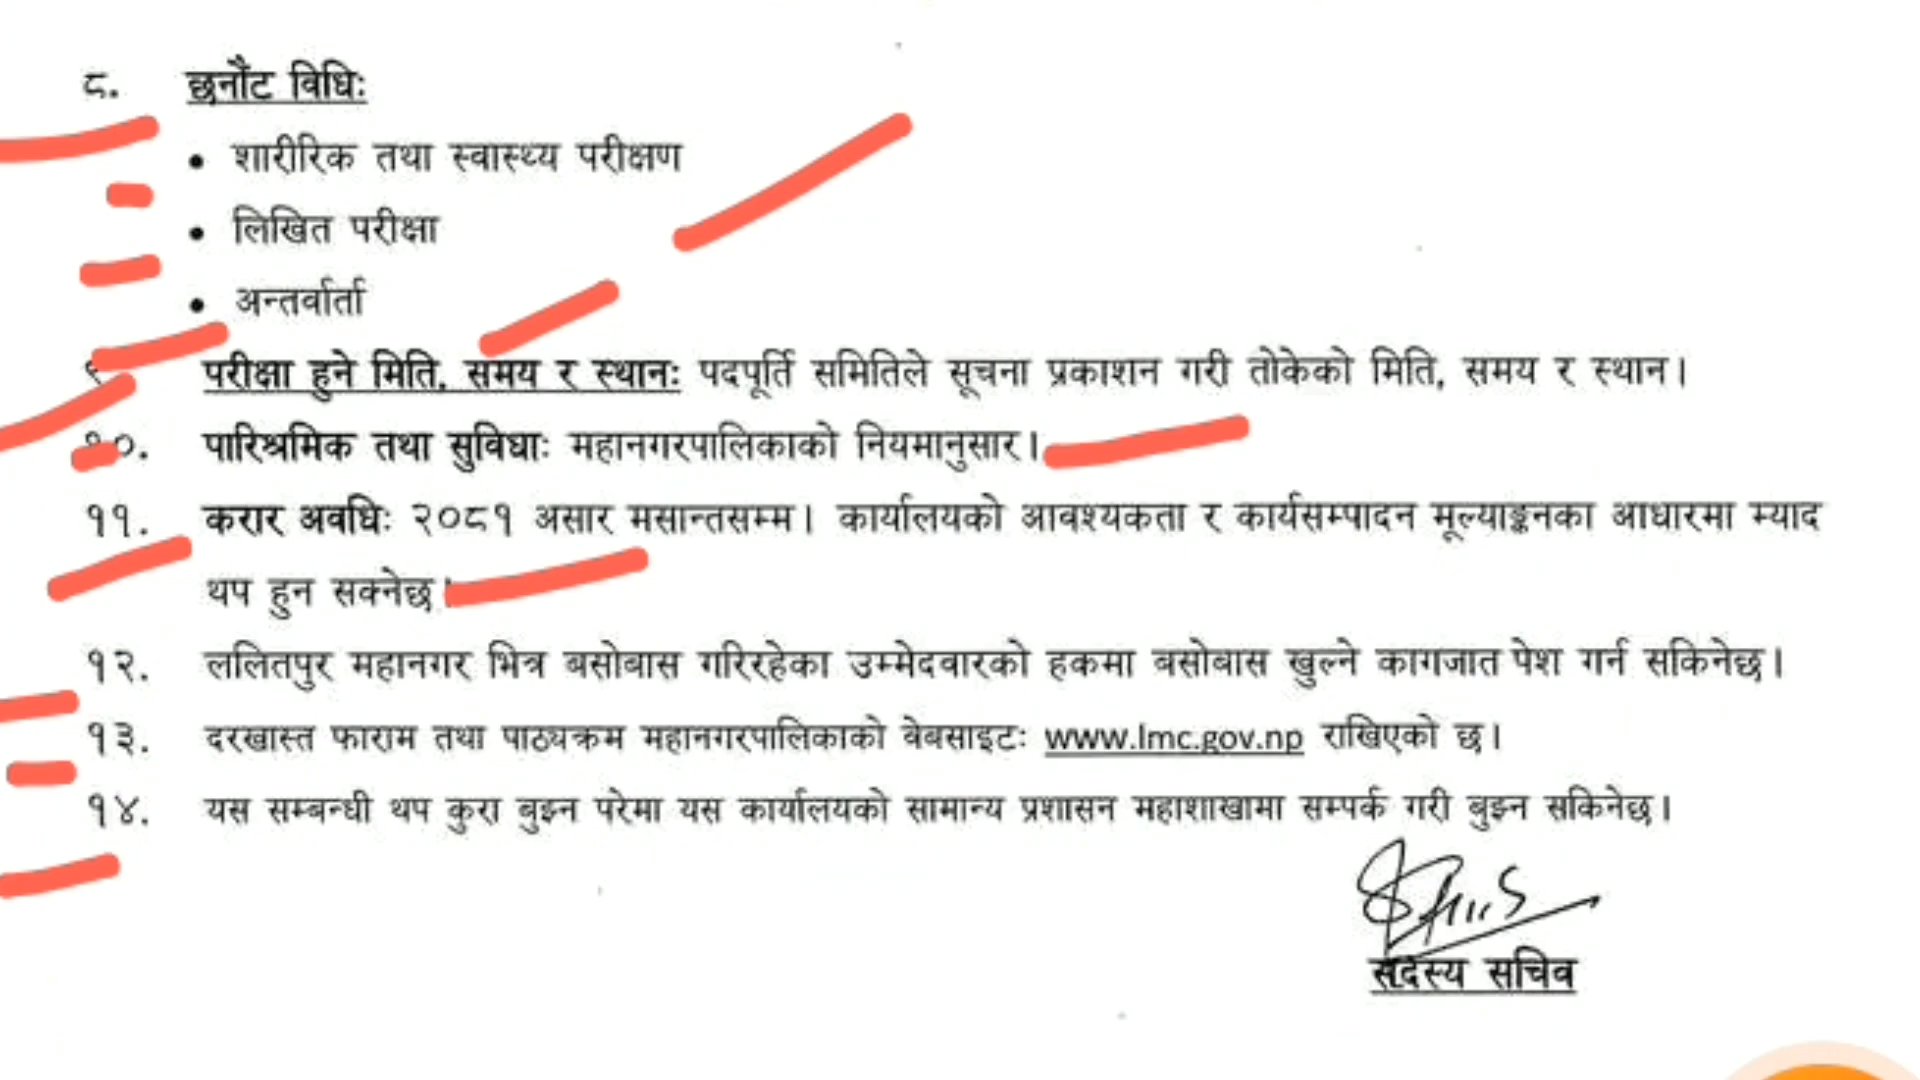 ८. छनौट विधिः
• शारीरिक तथा स्वास्थ्य परीक्षण
• लिखित परीक्षा
• अन्तर्वार्ता
९. परीक्षा हुने मिति, समय र स्थानः पदपूर्ति समितिले सूचना प्रकाशन गरी तोकेको मिति, समय र स्थान।
१०. पारिश्रमिक तथा सुविधाः महानगरपालिकाको नियमानुसार।
११. करार अवधिः २०८१ असार मसान्तसम्म। कार्यालयको आवश्यकता र कार्यसम्पादन मूल्याङ्कनका आधारमा म्याद
थप हुन सक्नेछ।
१२. ललितपुर महानगर भित्र बसोबास गरिरहेका उम्मेदवारको हकमा बसोबास खुल्ने कागजात पेश गर्न सकिनेछ।
१३. दरखास्त फाराम तथा पाठ्यक्रम महानगरपालिकाको वेबसाइटः www.lmc.gov.np राखिएको छ।
१४. यस सम्बन्धी थप कुरा बुझ्न परेमा यस कार्यालयको सामान्य प्रशासन महाशाखामा सम्पर्क गरी बुझ्न सकिनेछ।
सदस्य सचिव